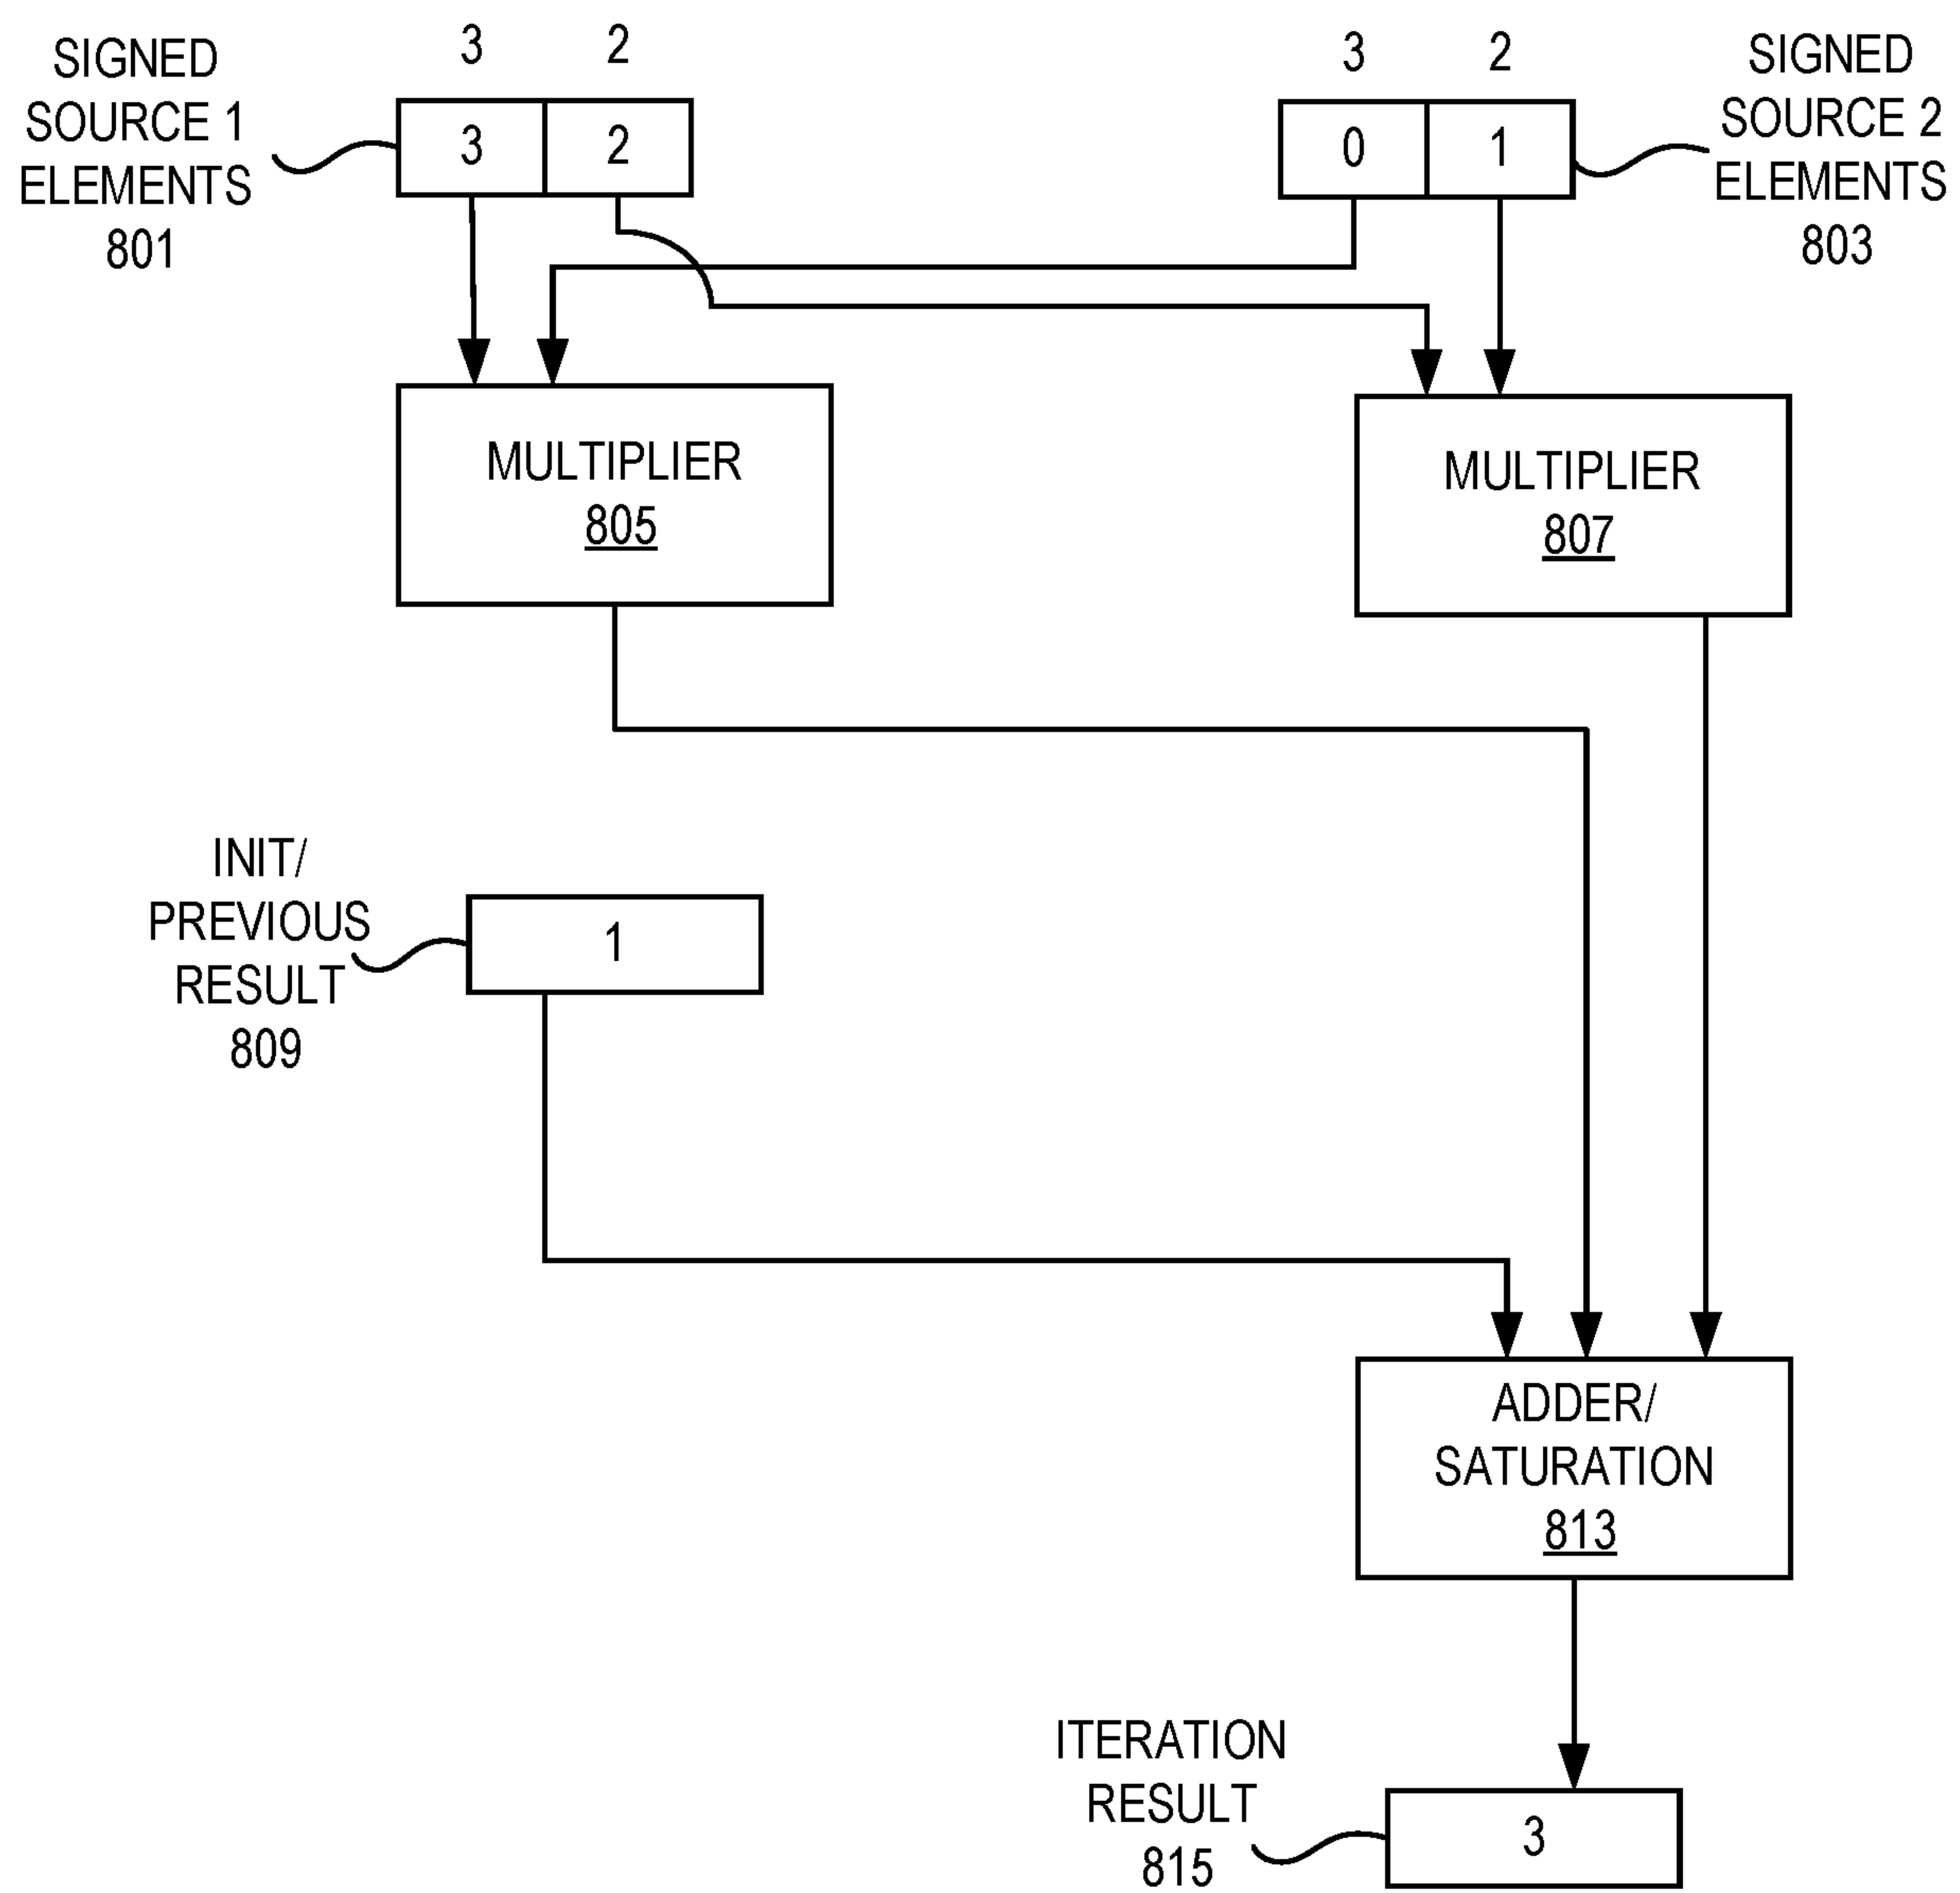 SIGNED
SOURCE 1
ELEMENTS
801
3 2
3 2
3 2
0 1
SIGNED
SOURCE 2
ELEMENTS
803
MULTIPLIER
805
MULTIPLIER
807
INIT/
PREVIOUS
RESULT
809
1
ADDER/
SATURATION
813
ITERATION
RESULT
815
3